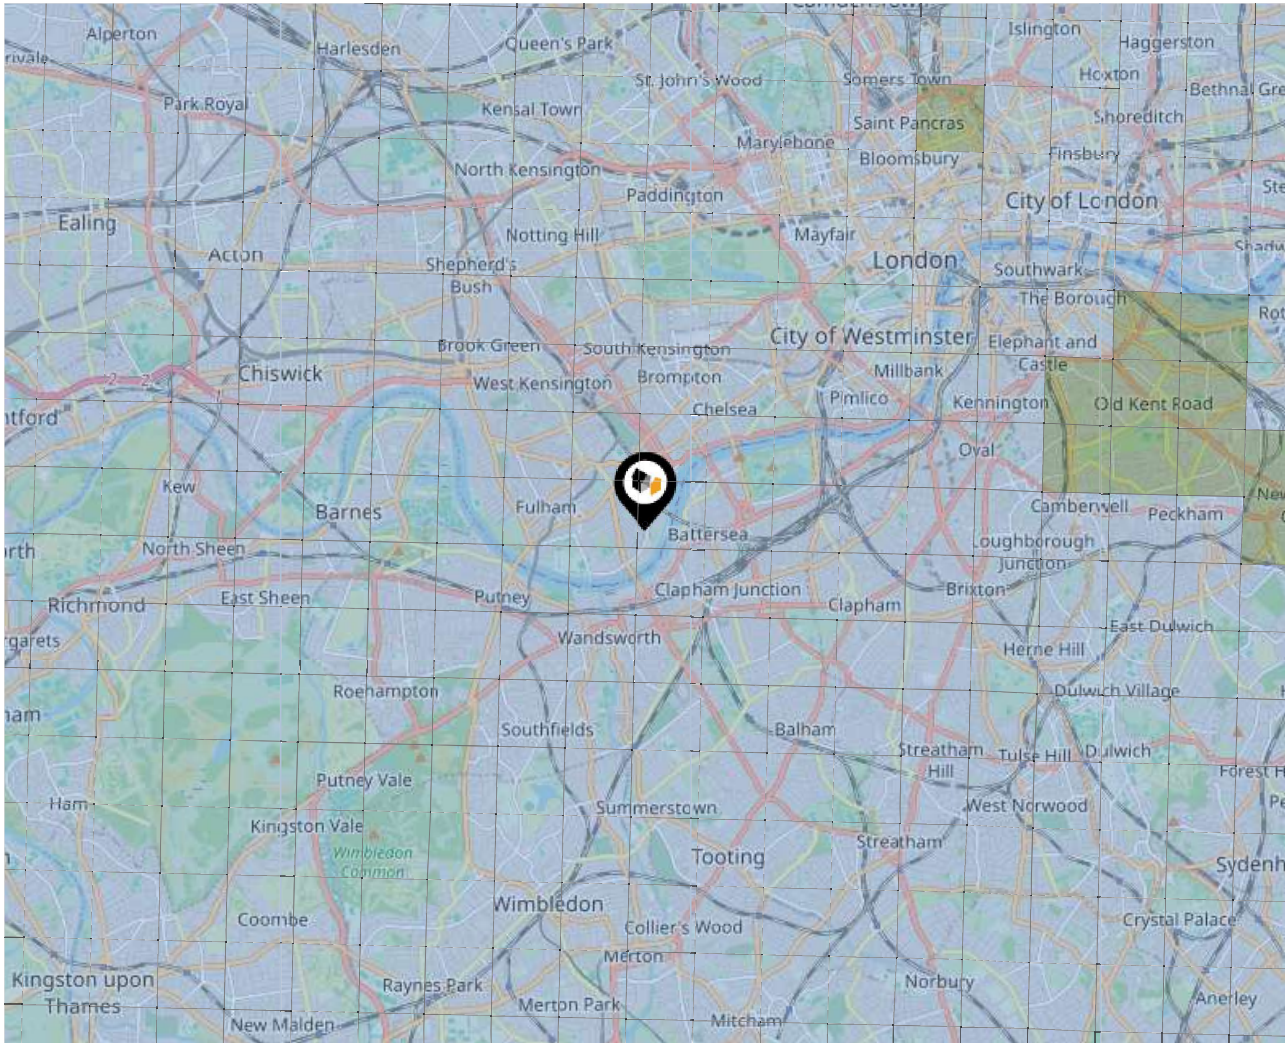 Alperton
Harlesden
Queen's Park
Islington
Haggerston
St. John's Wood
Somers Town
Hoxton
Park Royal
Kensal Town
Saint Pancras
Shoreditch
Marylebone
Bloomsbury
Finsbury
North Kensington
Paddington
City of London
Ealing
Notting Hill
Mayfair
Acton
Shepherd's
Bush
London
Southwark
The Borough
City of Westminster
Elephant and
Castle
Brook Green
South Kensington
Millbank
Chiswick
2
2
West Kensington
Brompton
Pimlico
Kennington
Old Kent Road
Chelsea
Oval
Kew
Fulham
Barnes
Camberwell
Peckham
Battersea
North Sheen
Loughborough
Junction
Richmond
East Sheen
Putney
Clapham Junction
Clapham
Brixton
Wandsworth
East Dulwich
Herne Hill
Roehampton
Dulwich Village
Southfields
Balham
Streatham
Hill
Tulse Hill
Dulwich
Putney Vale
Ham
Kingston Vale
Summerstown
West Norwood
Wimbledon
Common
Tooting
Streatham
Wimbledon
Coombe
Collier's Wood
Crystal Palace
Merton
Kingston upon
Thames
Raynes Park
Norbury
Merton Park
Anerley
New Malden
Mitcham